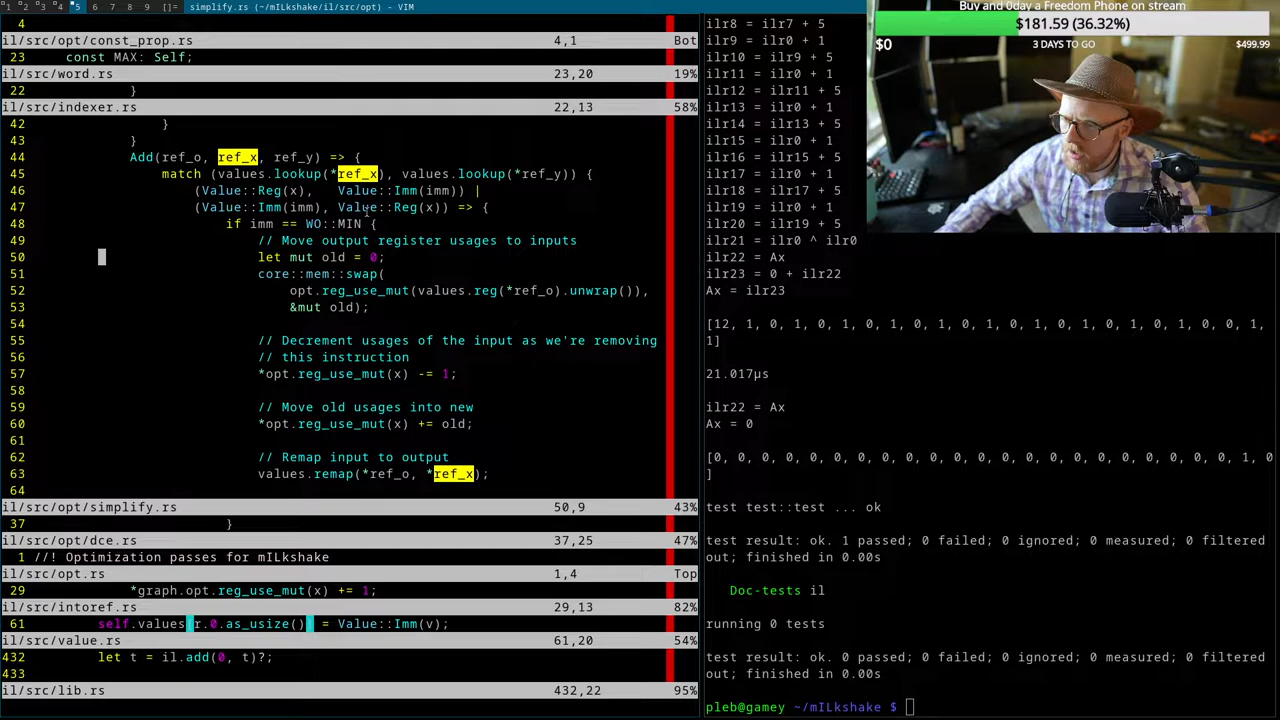 1 2 3 4 5 6 7 8 9 []= simplify.rs (~/mILkshake/il/src/opt) - VIM
4
il/src/opt/const_prop.rs 4,1 Bot
23 const MAX: Self;
il/src/word.rs 23,20 19%
22 }
il/src/indexer.rs 22,13 58%
42 }
43 }
44 Add(ref_o, ref_x, ref_y) => {
45 match (values.lookup(*ref_x), values.lookup(*ref_y)) {
46 (Value::Reg(x), Value::Imm(imm)) |
47 (Value::Imm(imm), Value::Reg(x)) => {
48 if imm == WO::MIN {
49 // Move output register usages to inputs
50 let mut old = 0;
51 core::mem::swap(
52 opt.reg_use_mut(values.reg(*ref_o).unwrap()),
53 &mut old);
54
55 // Decrement usages of the input as we're removing
56 // this instruction
57 *opt.reg_use_mut(x) -= 1;
58
59 // Move old usages into new
60 *opt.reg_use_mut(x) += old;
61
62 // Remap input to output
63 values.remap(*ref_o, *ref_x);
64
il/src/opt/simplify.rs 50,9 43%
37 }
il/src/opt/dce.rs 37,25 47%
1 //! Optimization passes for mILkshake
il/src/opt.rs 1,4 Top
29 *graph.opt.reg_use_mut(x) += 1;
il/src/intoref.rs 29,13 82%
61 self.values[r.0.as_usize()] = Value::Imm(v);
il/src/value.rs 61,20 54%
432 let t = il.add(0, t)?;
433
il/src/lib.rs 432,22 95%
ilr8 = ilr7 + 5
ilr9 = ilr0 + 1
ilr10 = ilr9 + 5
ilr11 = ilr0 + 1
ilr12 = ilr11 + 5
ilr13 = ilr0 + 1
ilr14 = ilr13 + 5
ilr15 = ilr0 + 1
ilr16 = ilr15 + 5
ilr17 = ilr0 + 1
ilr18 = ilr17 + 5
ilr19 = ilr0 + 1
ilr20 = ilr19 + 5
ilr21 = ilr0 ^ ilr0
ilr22 = Ax
ilr23 = 0 + ilr22
Ax = ilr23
[12, 1, 0, 1, 0, 1, 0, 1, 0, 1, 0, 1, 0, 1, 0, 1, 0, 1, 0, 1, 0, 0, 1,
1]
21.017µs
ilr22 = Ax
Ax = 0
[0, 0, 0, 0, 0, 0, 0, 0, 0, 0, 0, 0, 0, 0, 0, 0, 0, 0, 0, 0, 0, 1, 0
]
test test::test ... ok
test result: ok. 1 passed; 0 failed; 0 ignored; 0 measured; 0 filtered
out; finished in 0.00s
Doc-tests il
running 0 tests
test result: ok. 0 passed; 0 failed; 0 ignored; 0 measured; 0 filtered
out; finished in 0.00s
pleb@gamey ~/mILkshake $
Buy and 0day a Freedom Phone on stream
$181.59 (36.32%)
$0 3 DAYS TO GO $499.99